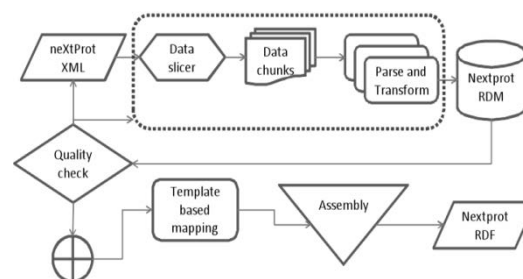 neXtProt
XML
Data
slicer
Data
chunks
Parse and
Transform
Nextprot
RDM
Quality
check
Template
based
mapping
Assembly
Nextprot
RDF